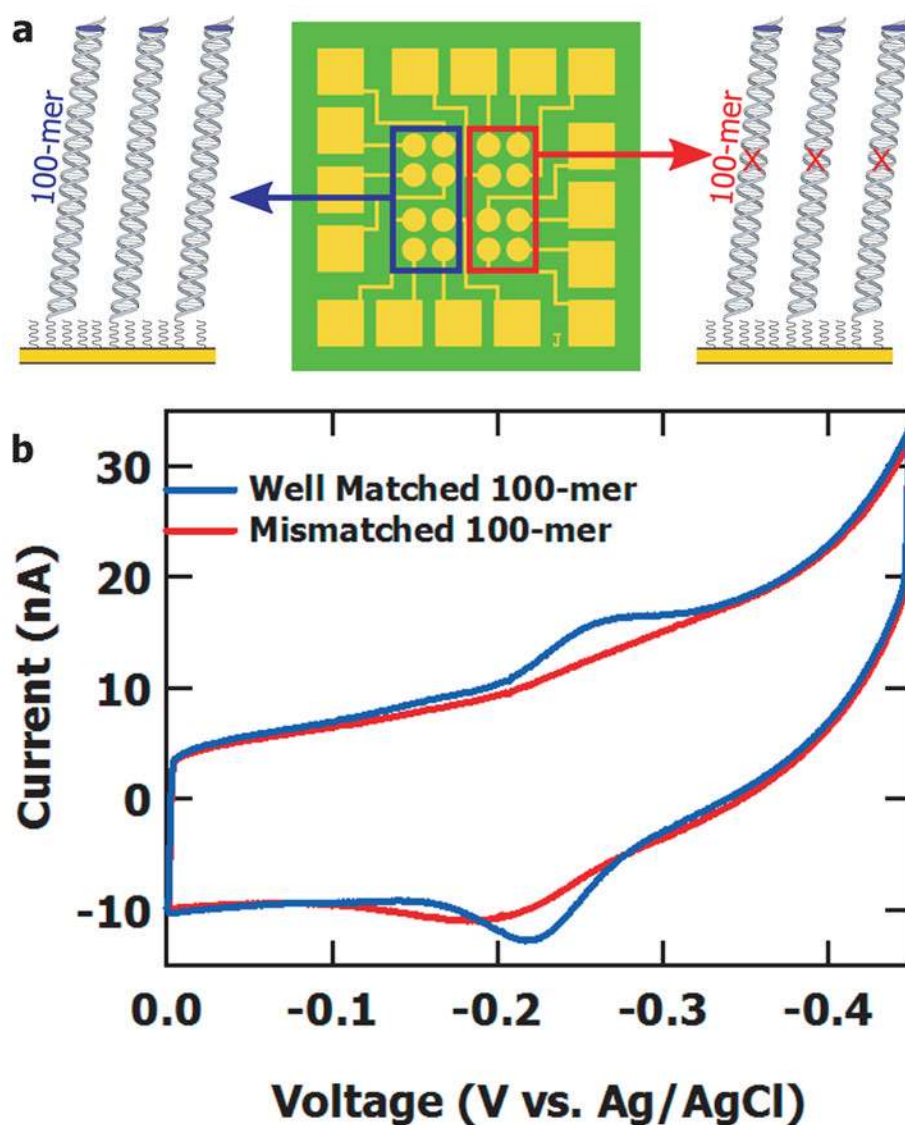 a
100-mer
100-mer
X X X
b
Well Matched 100-mer
Mismatched 100-mer
Current (nA)
30
20
10
0
-10
0.0 -0.1 -0.2 -0.3 -0.4
Voltage (V vs. Ag/AgCl)